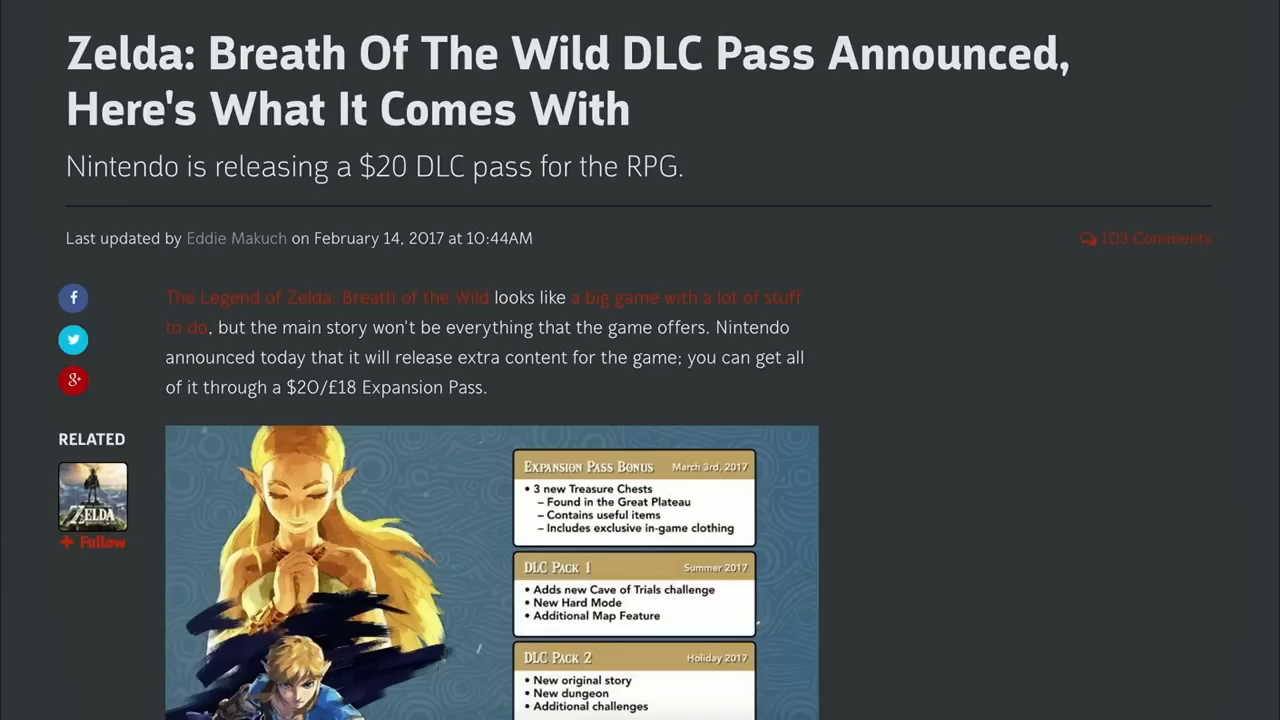 Zelda: Breath Of The Wild DLC Pass Announced,
Here's What It Comes With
Nintendo is releasing a $20 DLC pass for the RPG.
Last updated by Eddie Makuch on February 14, 2017 at 10:44AM
103 Comments
The Legend of Zelda: Breath of the Wild looks like a big game with a lot of stuff
to do, but the main story won't be everything that the game offers. Nintendo
announced today that it will release extra content for the game; you can get all
of it through a $20/£18 Expansion Pass.
f
g+
RELATED
ZELDA
+ Follow
EXPANSION PASS BONUS March 3rd, 2017
• 3 new Treasure Chests
– Found in the Great Plateau
– Contains useful items
– Includes exclusive in-game clothing
DLC PACK 1 Summer 2017
• Adds new Cave of Trials challenge
• New Hard Mode
• Additional Map Feature
DLC PACK 2 Holiday 2017
• New original story
• New dungeon
• Additional challenges